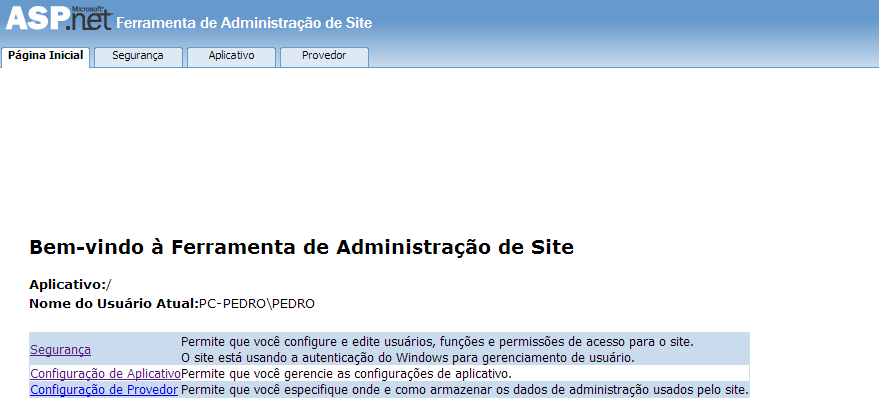 ASP.net Microsoft® Ferramenta de Administração de Site
Página Inicial Segurança Aplicativo Provedor
Bem-vindo à Ferramenta de Administração de Site
Aplicativo:/
Nome do Usuário Atual:PC-PEDRO\PEDRO
Segurança Permite que você configure e edite usuários, funções e permissões de acesso para o site.
O site está usando a autenticação do Windows para gerenciamento de usuário.
Configuração de Aplicativo Permite que você gerencie as configurações de aplicativo.
Configuração de Provedor Permite que você especifique onde e como armazenar os dados de administração usados pelo site.